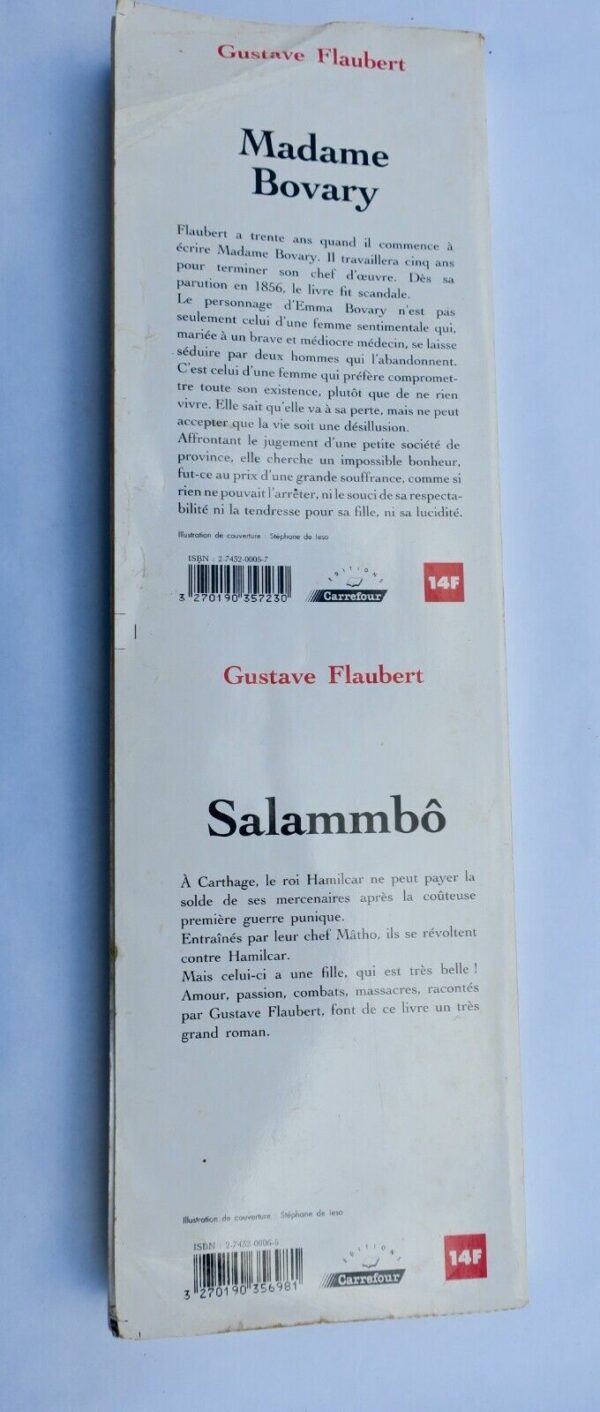 Gustave Flaubert
Madame
Bovary
Flaubert a trente ans quand il commence à
écrire Madame Bovary. Il travaillera cinq ans
pour terminer son chef d'œuvre. Dès sa
parution en 1856, le livre fit scandale.
Le personnage d'Emma Bovary n'est pas
seulement celui d'une femme sentimentale qui,
mariée à un brave et médiocre médecin, se laisse
séduire par deux hommes qui l'abandonnent.
C'est celui d'une femme qui préfère compromet-
tre toute son existence, plutôt que de ne rien
vivre. Elle sait qu'elle va à sa perte, mais ne peut
accepter que la vie soit une désillusion.
Affrontant le jugement d'une petite société de
province, elle cherche un impossible bonheur,
fut-ce au prix d'une grande souffrance, comme si
rien ne pouvait l'arrêter, ni le souci de sa respecta-
bilité ni la tendresse pour sa fille, ni sa lucidité.
Illustration de couverture : Stéphane de Ieso
ISBN : 2-7432-0005-7
3 270190 357230
EDITIONS
Carrefour
14F
Gustave Flaubert
Salammbô
À Carthage, le roi Hamilcar ne peut payer la
solde de ses mercenaires après la coûteuse
première guerre punique.
Entraînés par leur chef Mâtho, ils se révoltent
contre Hamilcar.
Mais celui-ci a une fille, qui est très belle !
Amour, passion, combats, massacres, racontés
par Gustave Flaubert, font de ce livre un très
grand roman.
Illustration de couverture : Stéphane de Ieso
ISBN : 2-7432-0006-5
3 270190 356981
EDITIONS
Carrefour
14F